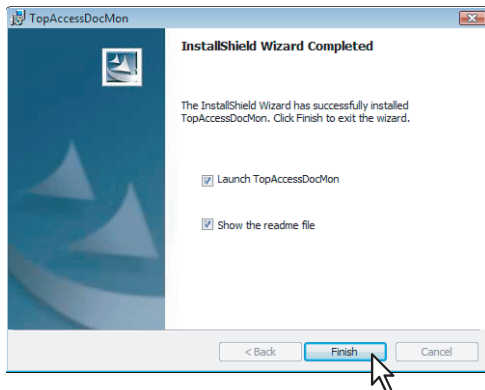 TopAccessDocMon
InstallShield Wizard Completed
The InstallShield Wizard has successfully installed
TopAccessDocMon. Click Finish to exit the wizard.
Launch TopAccessDocMon
Show the readme file
< Back
Finish
Cancel